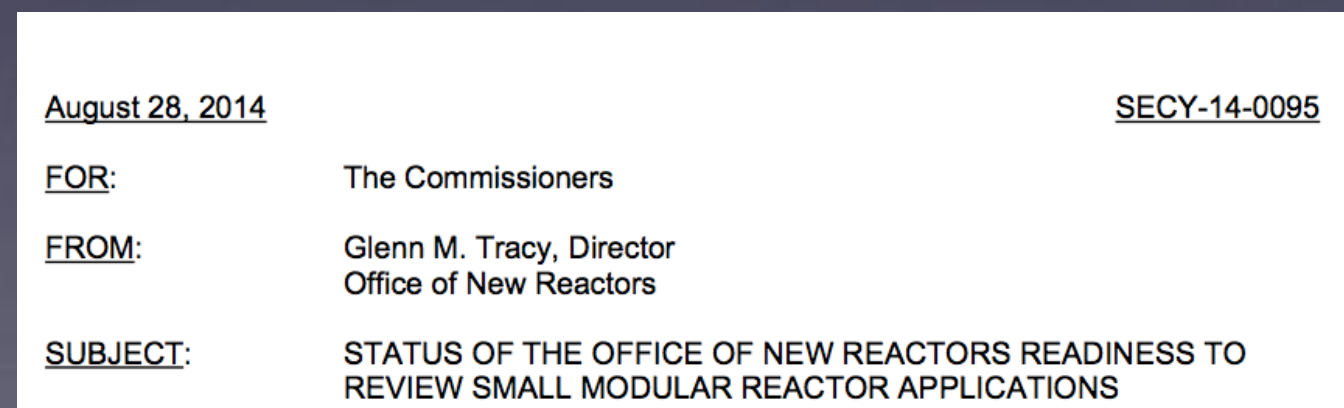 August 28, 2014 SECY-14-0095
FOR: The Commissioners
FROM: Glenn M. Tracy, Director
Office of New Reactors
SUBJECT: STATUS OF THE OFFICE OF NEW REACTORS READINESS TO
REVIEW SMALL MODULAR REACTOR APPLICATIONS